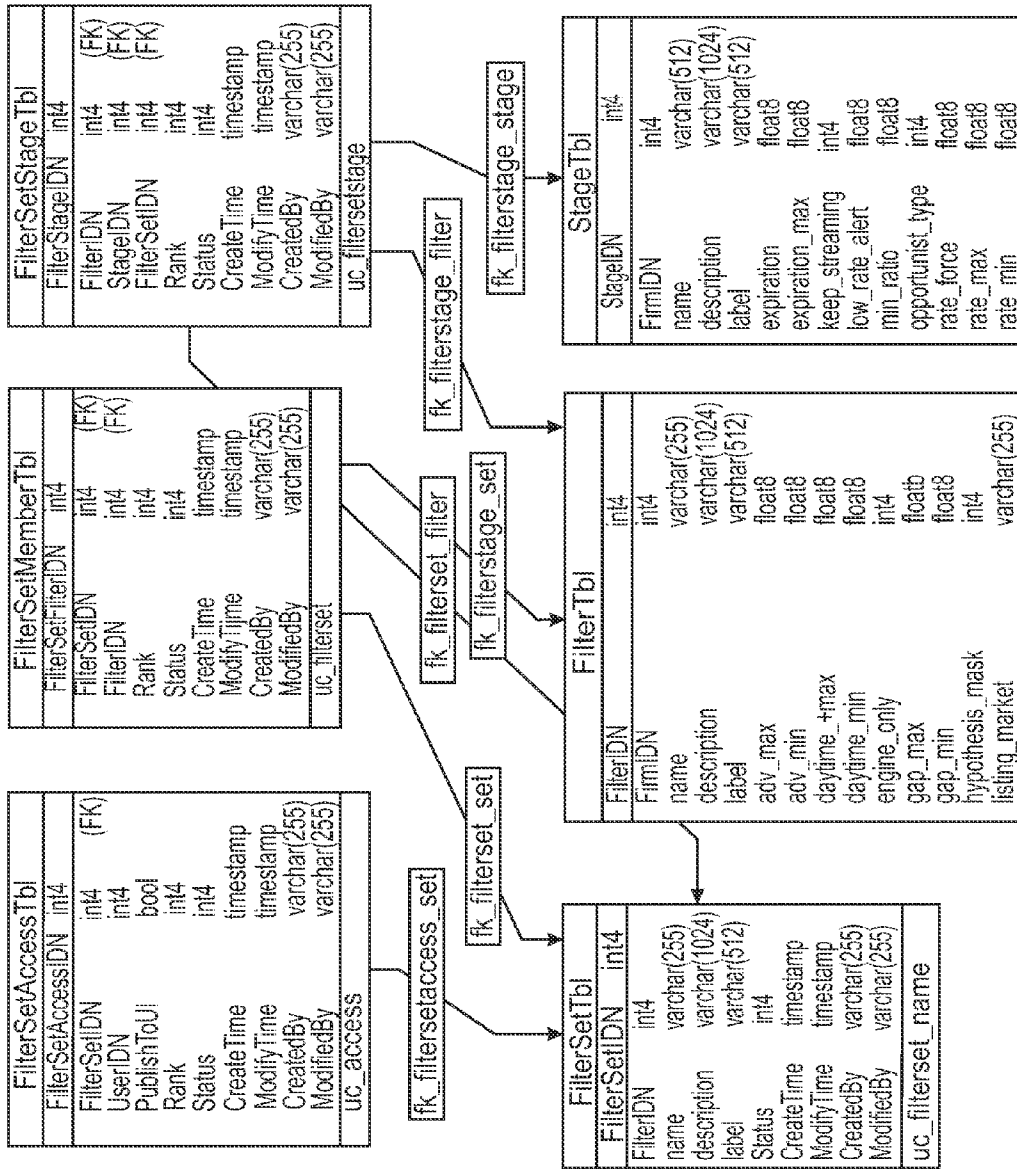 FilterSetAccessTbl
FilterSetAccessIDN int4
FilterSetIDN int4 (FK)
UserIDN int4
PublishToUI bool
Rank int4
Status int4
CreateTime timestamp
ModifyTime timestamp
CreatedBy varchar(255)
ModifiedBy varchar(255)
uc_access
FilterSetMemberTbl
FilterSetFilterIDN int4
FilterSetIDN int4 (FK)
FilterIDN int4 (FK)
Rank int4
Status int4
CreateTime timestamp
ModifyTijme timestamp
CreatedBy varchar(255)
ModifiedBy varchar(255)
uc_filterset
FilterSetStageTbl
FilterStageIDN int4
FilterIDN int4 (FK)
StageIDN int4 (FK)
FilterSetIDN int4 (FK)
Rank int4
Status int4
CreateTime timestamp
ModifyTime timestamp
CreatedBy varchar(255)
ModifiedBy varchar(255)
uc_filtersetstage
fk_filtersetaccess_set
fk_filterset_set
fk_filterset_filter
fk_filterstage_set
fk_filterstage_filter
fk_filterstage_stage
FilterSetTbl
FilterSetIDN int4
FilterIDN int4
name varchar(255)
description varchar(1024)
label varchar(512)
Status int4
CreateTime timestamp
ModifyTime timestamp
CreatedBy varchar(255)
ModifiedBy varchar(255)
uc_filterset_name
FilterTbl
FilterIDN int4
FirmIDN int4
name varchar(255)
description varchar(1024)
label varchar(512)
adv_max float8
adv_min float8
daytime_+max float8
daytime_min float8
engine_only int4
gap_max floatb
gap_min float8
hypothesis_mask int4
listing_market varchar(255)
StageTbl
StageIDN int4
FirmIDN int4
name varchar(512)
description varchar(1024)
label varchar(512)
expiration float8
expiration_max float8
keep_streaming int4
low_rate_alert float8
min_ratio float8
opportunist_type int4
rate_force float8
rate_max float8
rate_min float8